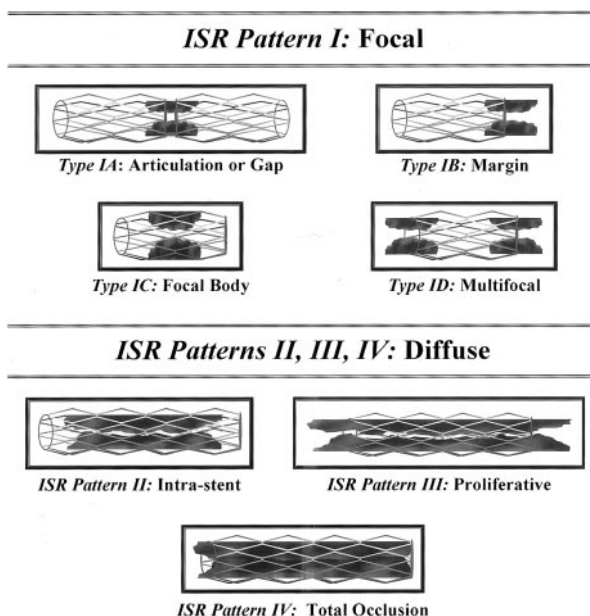 ISR Pattern I: Focal
Type IA: Articulation or Gap
Type IB: Margin
Type IC: Focal Body
Type ID: Multifocal
ISR Patterns II, III, IV: Diffuse
ISR Pattern II: Intra-stent
ISR Pattern III: Proliferative
ISR Pattern IV: Total Occlusion